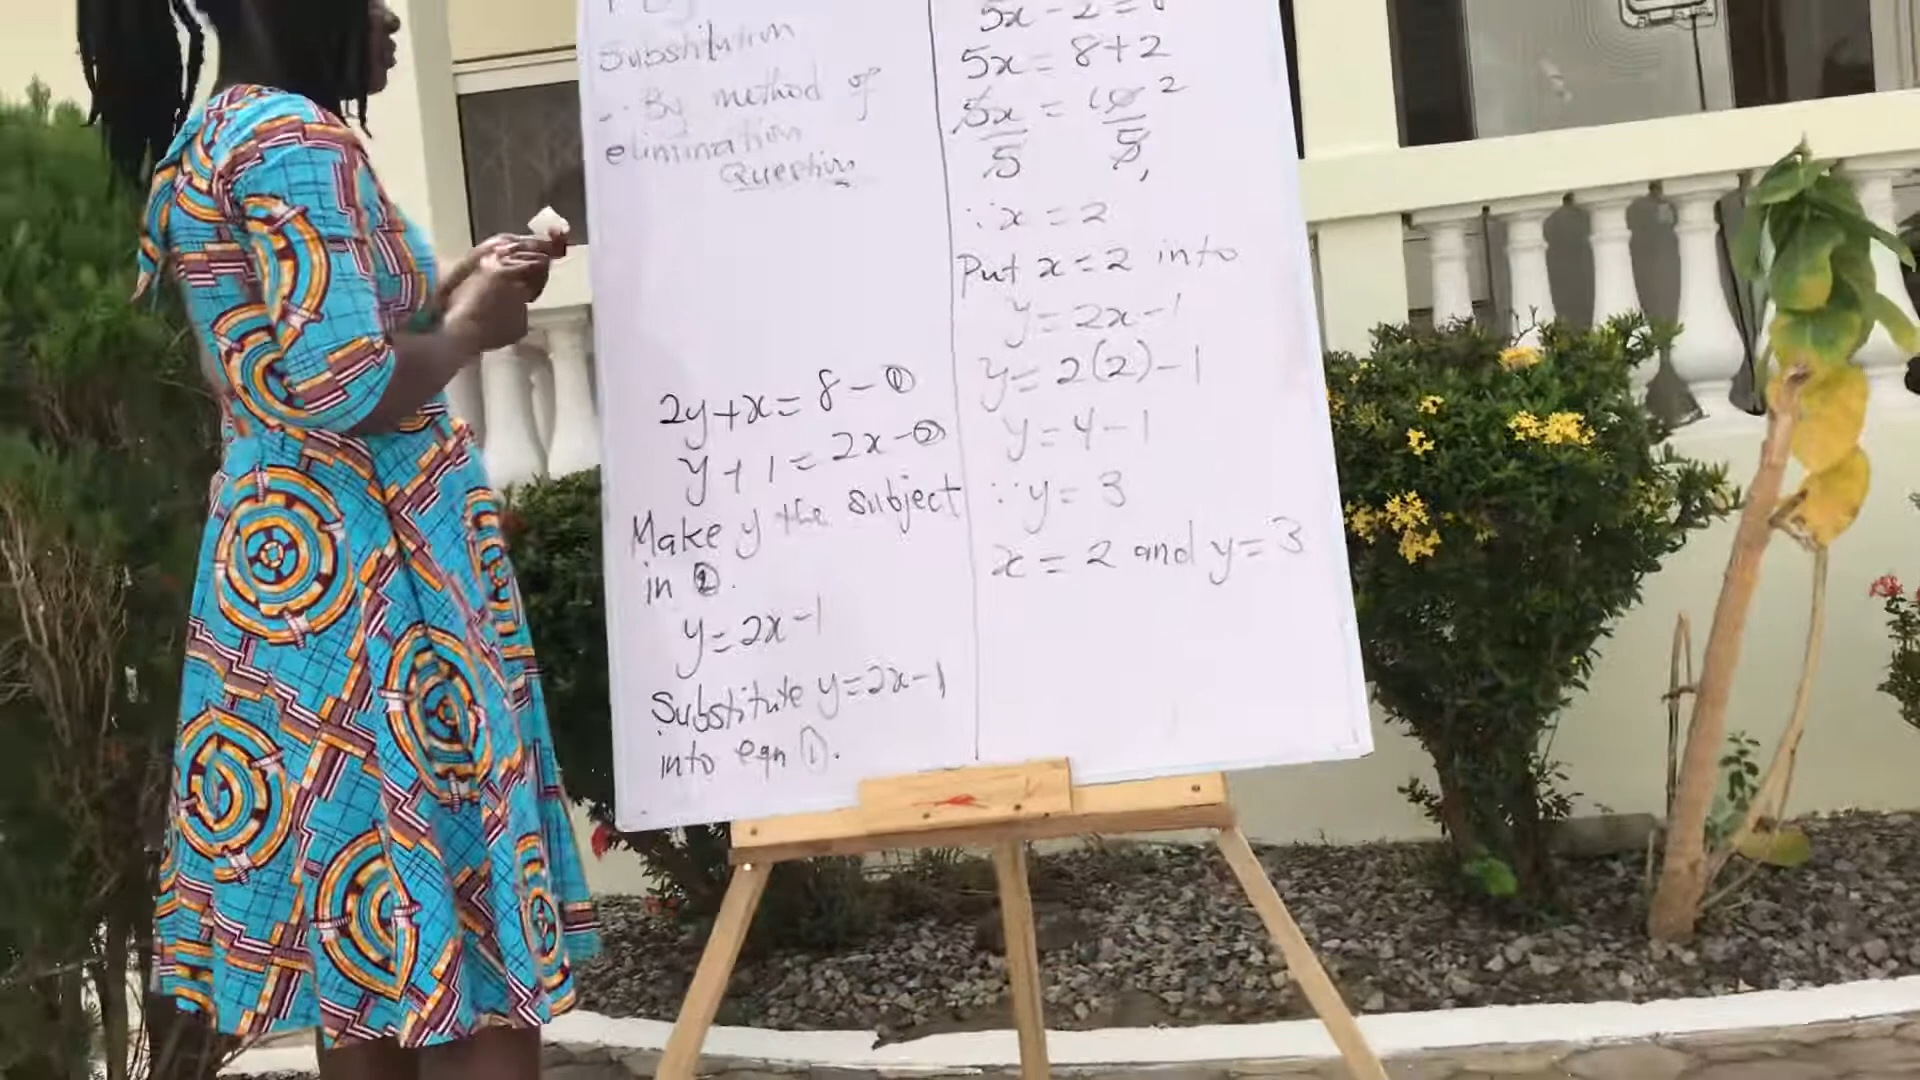 Substitution
∴ By method of
elimination
Questions
2y+x=8-①
y+1=2x-②
Make y the subject
in ②.
y=2x-1
Substitute y=2x-1
into eqn ①.
5x-2=8
5x=8+2
5x/5 = 10/5 2
∴x=2
Put x=2 into
y=2x-1
y=2(2)-1
y=4-1
∴y=3
x=2 and y=3